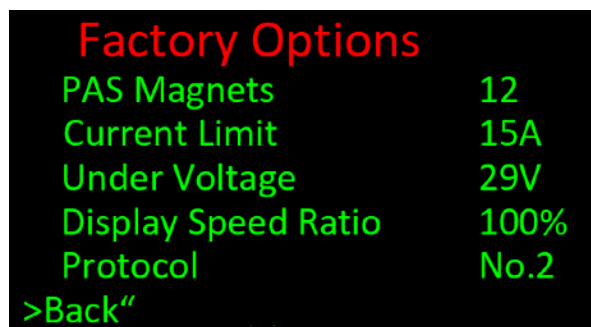 Factory Options
PAS Magnets 12
Current Limit 15A
Under Voltage 29V
Display Speed Ratio 100%
Protocol No.2
>Back“